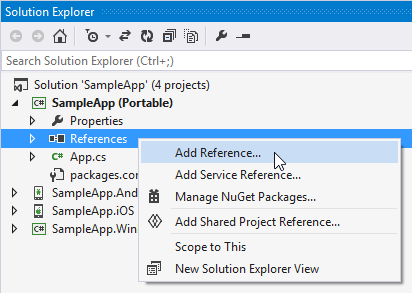 Solution Explorer
Search Solution Explorer (Ctrl+;)
Solution 'SampleApp' (4 projects)
SampleApp (Portable)
Properties
References
Add Reference...
App.cs
Add Service Reference...
packages.con
Manage NuGet Packages...
SampleApp.And
SampleApp.iOS
Add Shared Project Reference...
SampleApp.Win
Scope to This
New Solution Explorer View